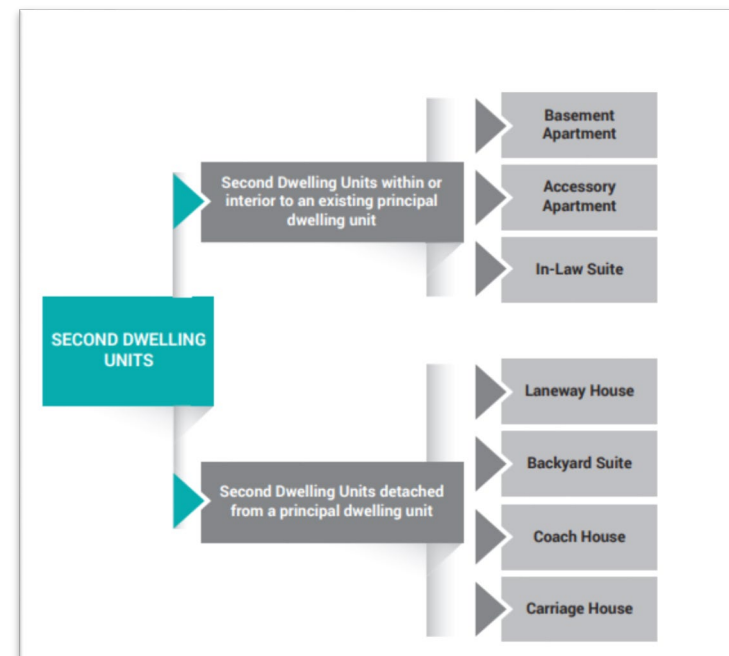 SECOND DWELLING
UNITS
Second Dwelling Units within or
interior to an existing principal
dwelling unit
Basement
Apartment
Accessory
Apartment
In-Law Suite
Second Dwelling Units detached
from a principal dwelling unit
Laneway House
Backyard Suite
Coach House
Carriage House